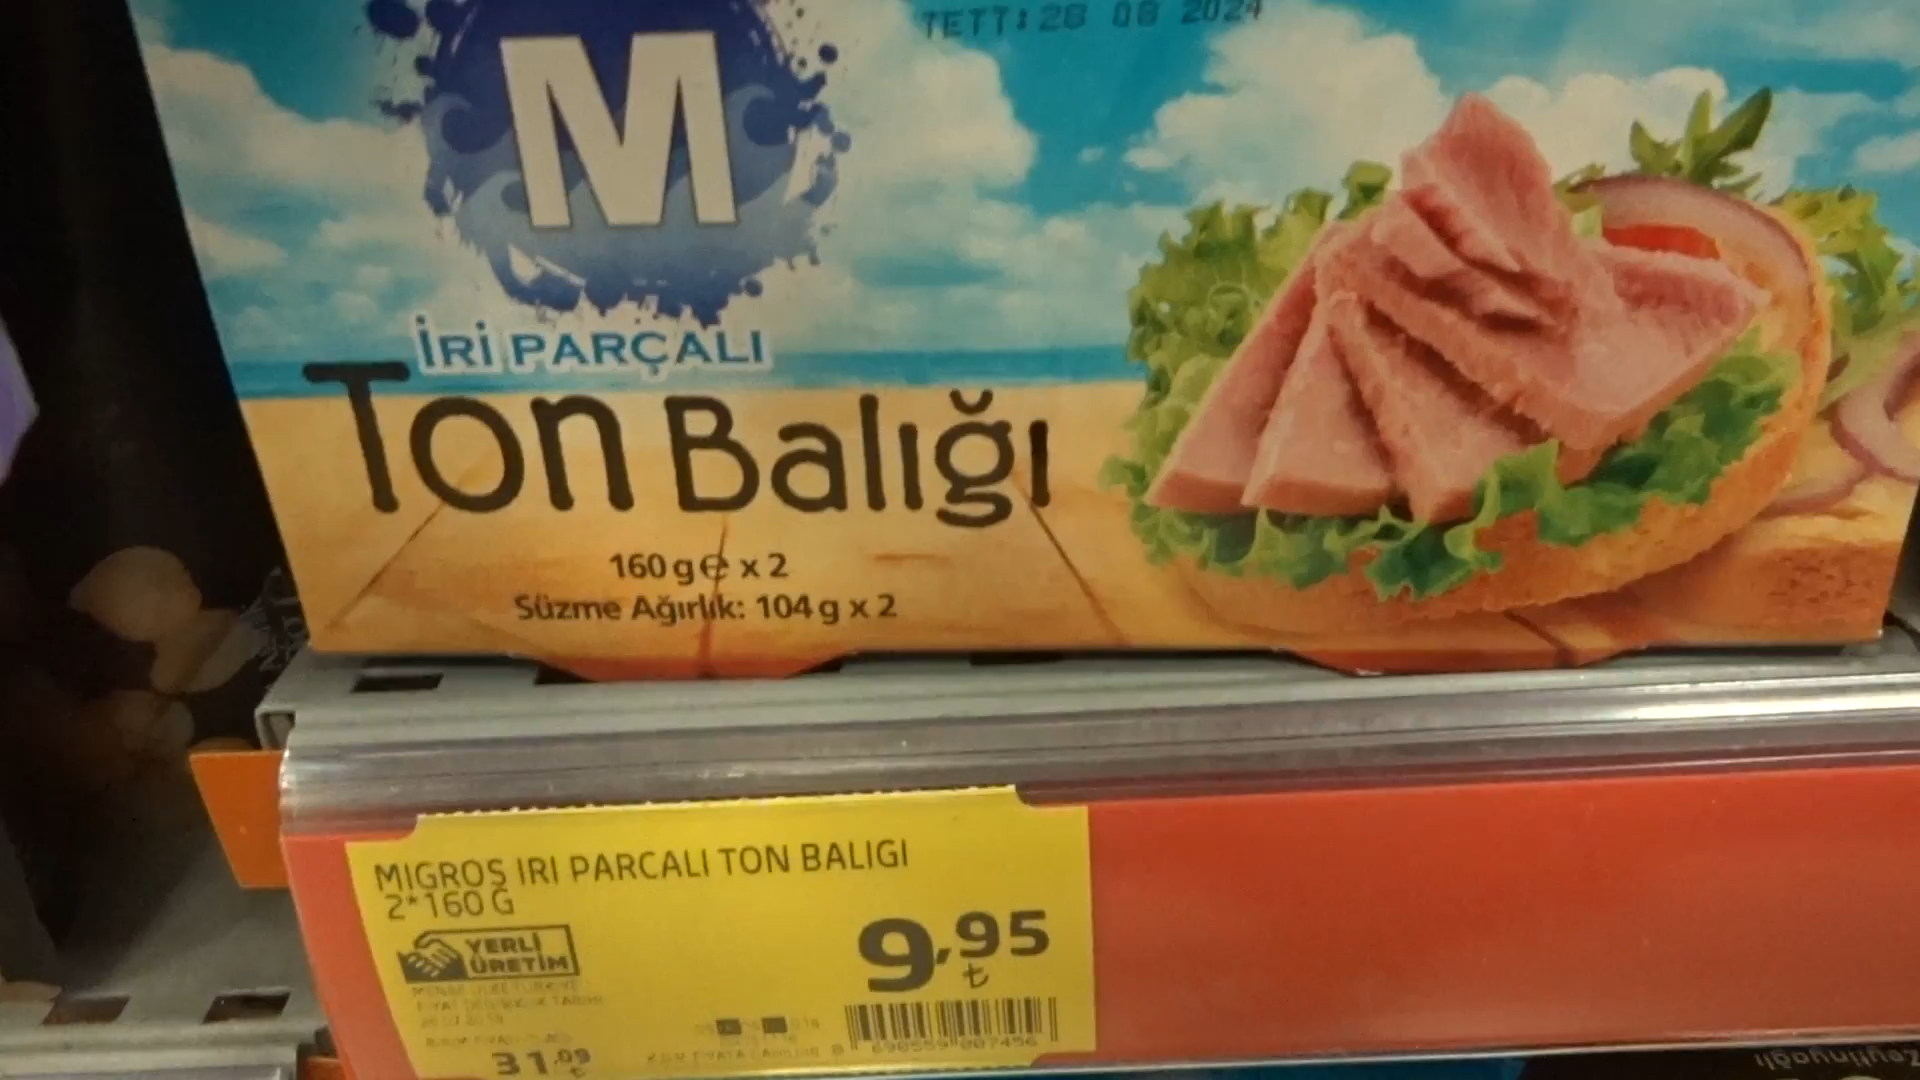 TETT: 28 08 2024
M
İRİ PARÇALI
Ton Balığı
160 g e x 2
Süzme Ağırlık: 104 g x 2
MIGROS IRI PARCALI TON BALIGI
2*160 G
YERLİ
ÜRETİM
9,95
₺
31,09
₺
Zeytinyağlı